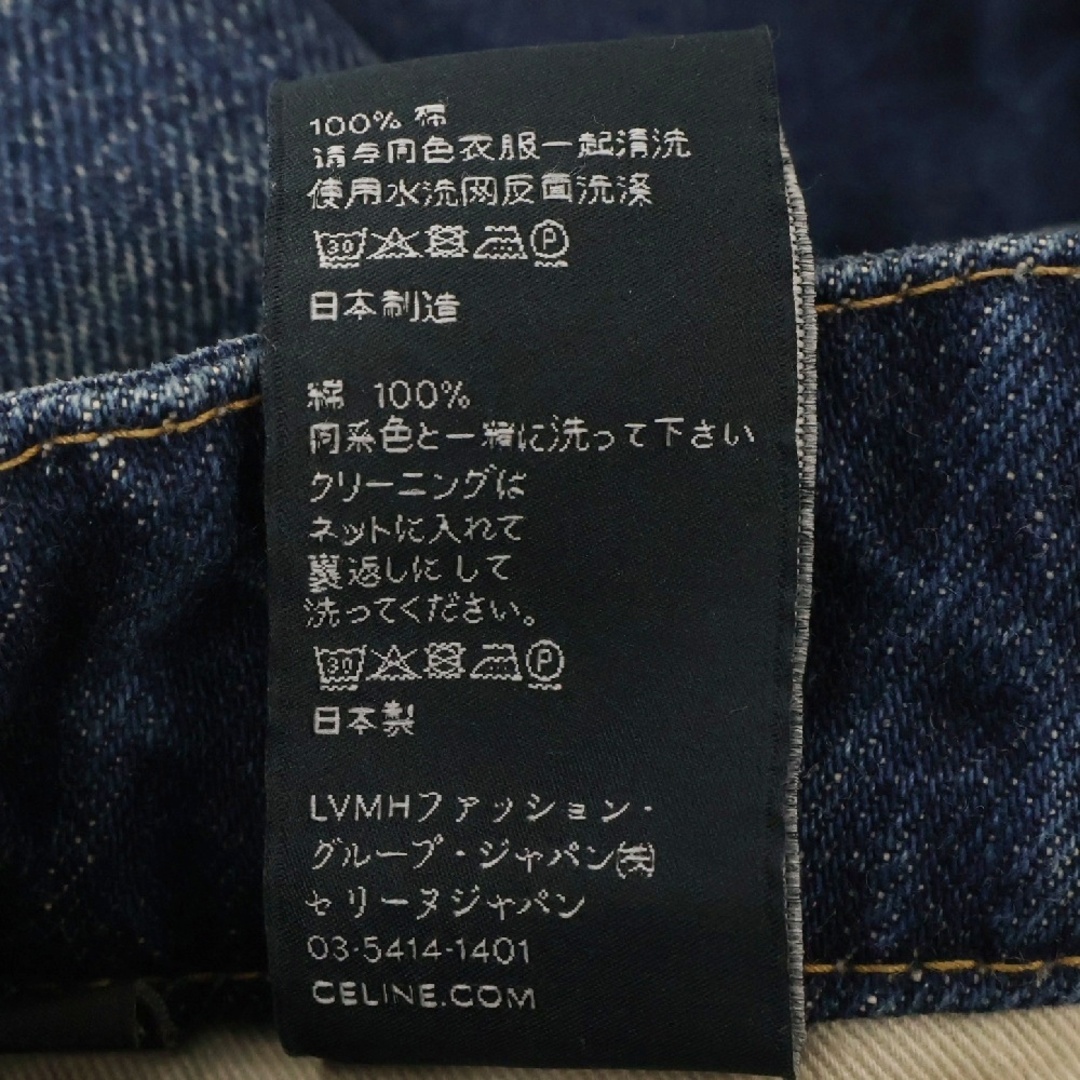 100% 棉
请与同色衣服一起清洗
使用水洗网反面洗涤
30 P
日本制造
綿 100%
同系色と一緒に洗って下さい
クリーニングは
ネットに入れて
裏返しにして
洗ってください。
30 P
日本製
LVMHファッション・
グループ・ジャパン㈱
セリーヌジャパン
03-5414-1401
CELINE.COM